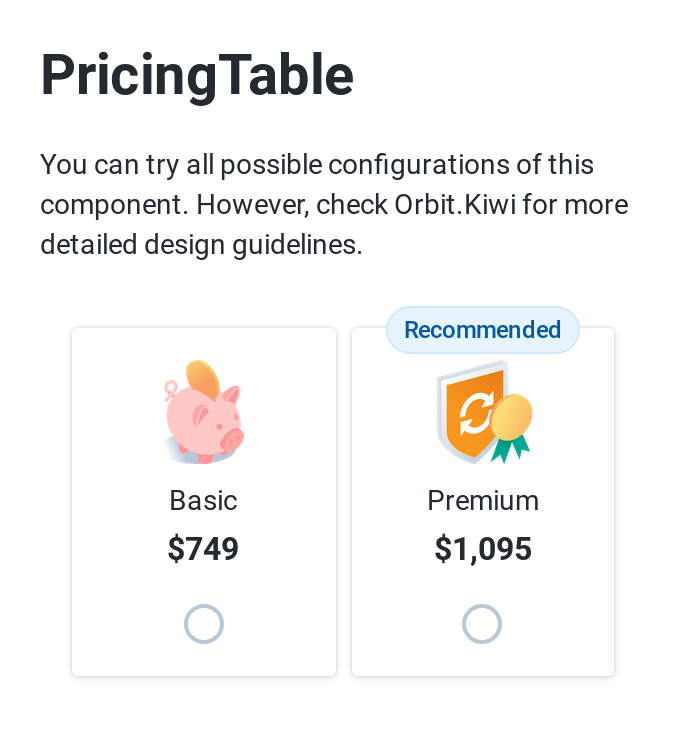 PricingTable
You can try all possible configurations of this
component. However, check Orbit.Kiwi for more
detailed design guidelines.
Recommended
Basic
$749
Premium
$1,095